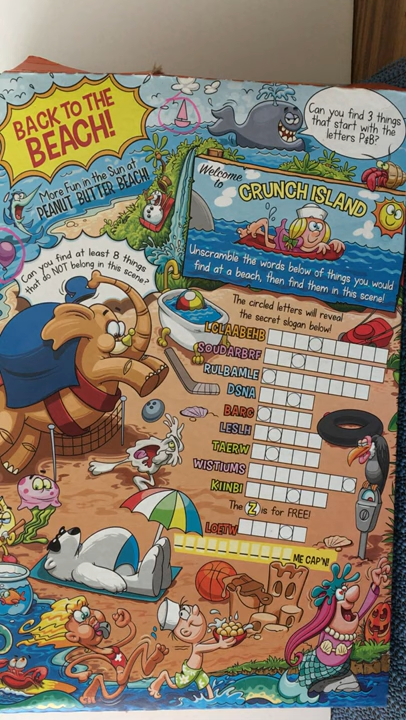 BACK TO THE
BEACH!
More Fun in the Sun at
PEANUT BUTTER BEACH!
Can you find 3 things
that start with the
letters P&B?
Can you find at least 8 things
that do NOT belong in this scene?
Welcome
to
CRUNCH ISLAND
Unscramble the words below of things you would
find at a beach, then find them in this scene!
The circled letters will reveal
the secret slogan below!
LCLAABEHB
SOUDARBRF
RULBAMLE
DSNA
BARC
LESLH
TAERW
WISTIUMS
KIINBI
The Z is for FREE!
LOETW
ME CAP'N!